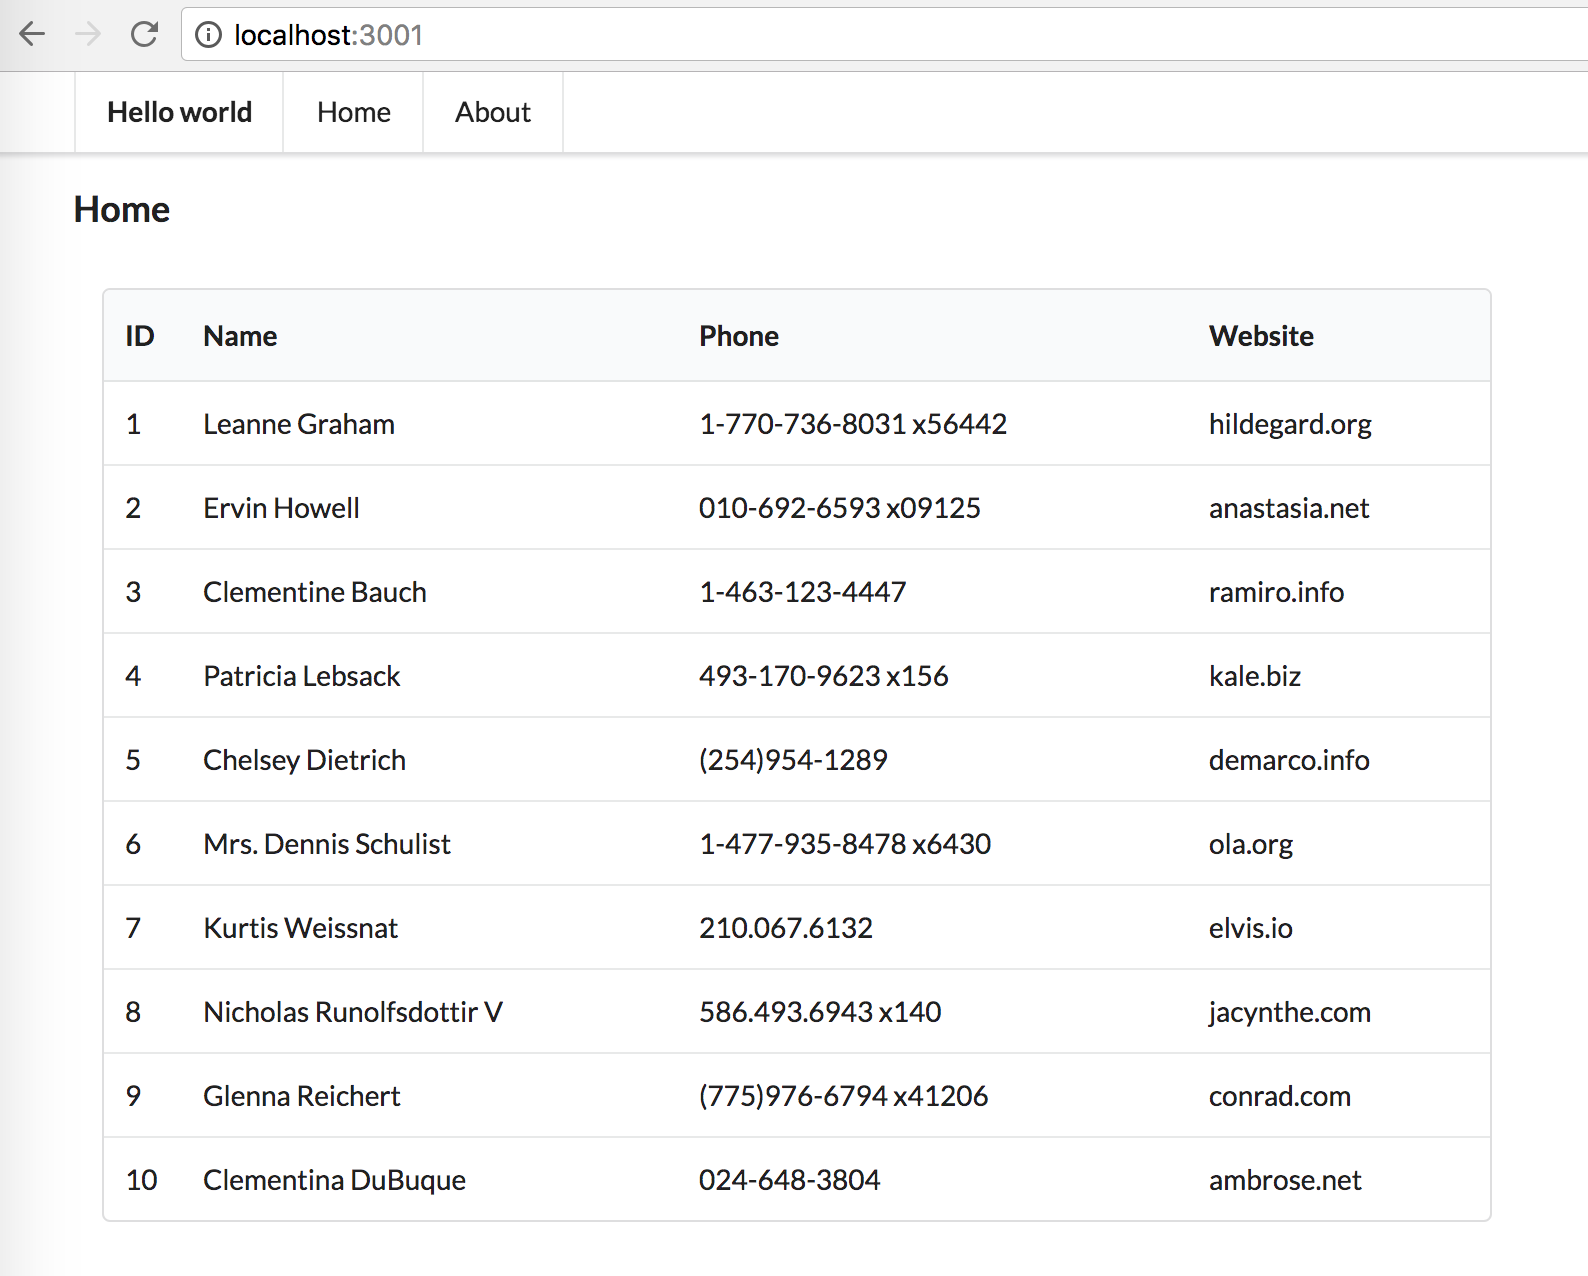 localhost:3001
Hello world Home About
Home
ID Name Phone Website
1 Leanne Graham 1-770-736-8031 x56442 hildegard.org
2 Ervin Howell 010-692-6593 x09125 anastasia.net
3 Clementine Bauch 1-463-123-4447 ramiro.info
4 Patricia Lebsack 493-170-9623 x156 kale.biz
5 Chelsey Dietrich (254)954-1289 demarco.info
6 Mrs. Dennis Schulist 1-477-935-8478 x6430 ola.org
7 Kurtis Weissnat 210.067.6132 elvis.io
8 Nicholas Runolfsdottir V 586.493.6943 x140 jacynthe.com
9 Glenna Reichert (775)976-6794 x41206 conrad.com
10 Clementina DuBuque 024-648-3804 ambrose.net